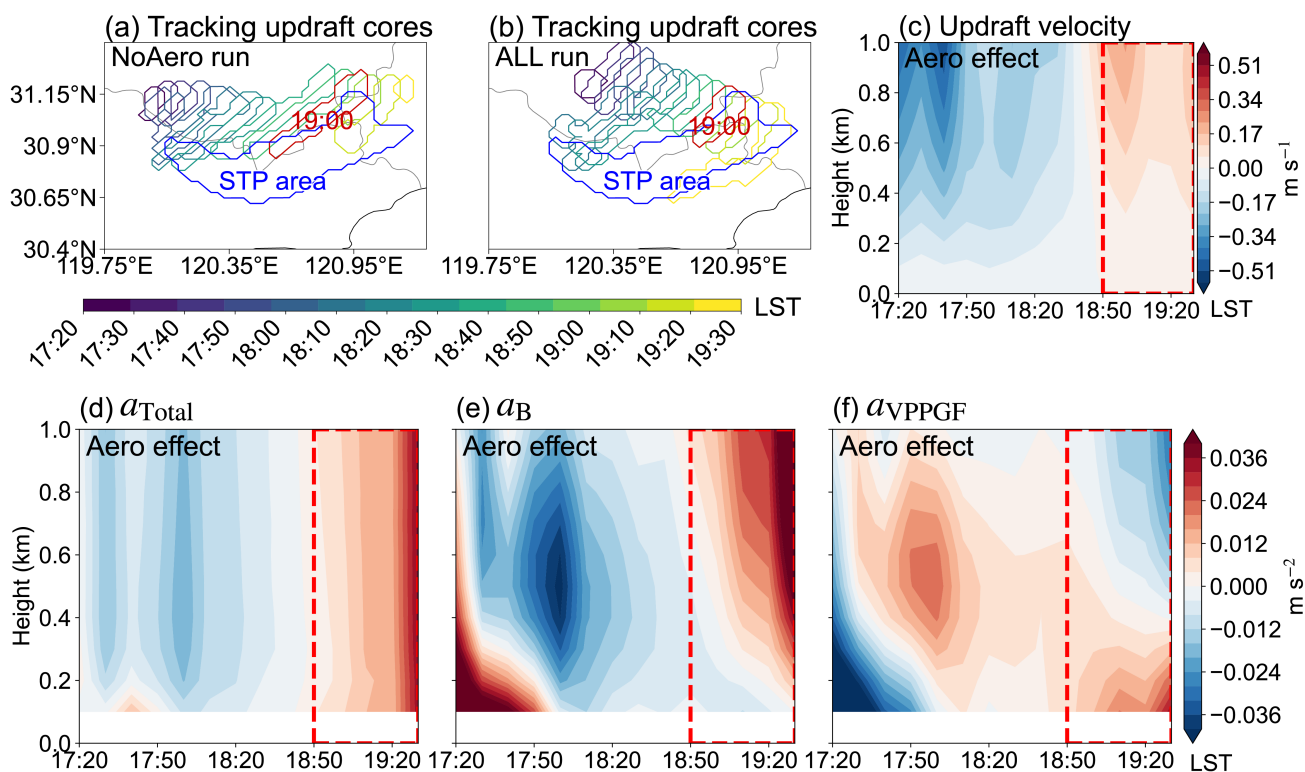 (a) Tracking updraft cores
NoAero run
31.15°N
30.9°N
30.65°N
30.4°N
119.75°E 120.35°E 120.95°E
19:00
STP area
(b) Tracking updraft cores
ALL run
119.75°E 120.35°E 120.95°E
19:00
STP area
LST
17:20 17:30 17:40 17:50 18:00 18:10 18:20 18:30 18:40 18:50 19:00 19:10 19:20 19:30
(c) Updraft velocity
Aero effect
Height (km)
1.0
0.8
0.6
0.4
0.2
0.0
17:20 17:50 18:20 18:50 19:20 LST
0.51
0.34
0.17
0.00
−0.17
−0.34
−0.51
m s⁻¹
(d) aTotal
Aero effect
Height (km)
1.0
0.8
0.6
0.4
0.2
0.0
17:20 17:50 18:20 18:50 19:20
(e) aB
Aero effect
17:20 17:50 18:20 18:50 19:20
(f) aVPPGF
Aero effect
17:20 17:50 18:20 18:50 19:20 LST
0.036
0.024
0.012
0.000
−0.012
−0.024
−0.036
m s⁻²